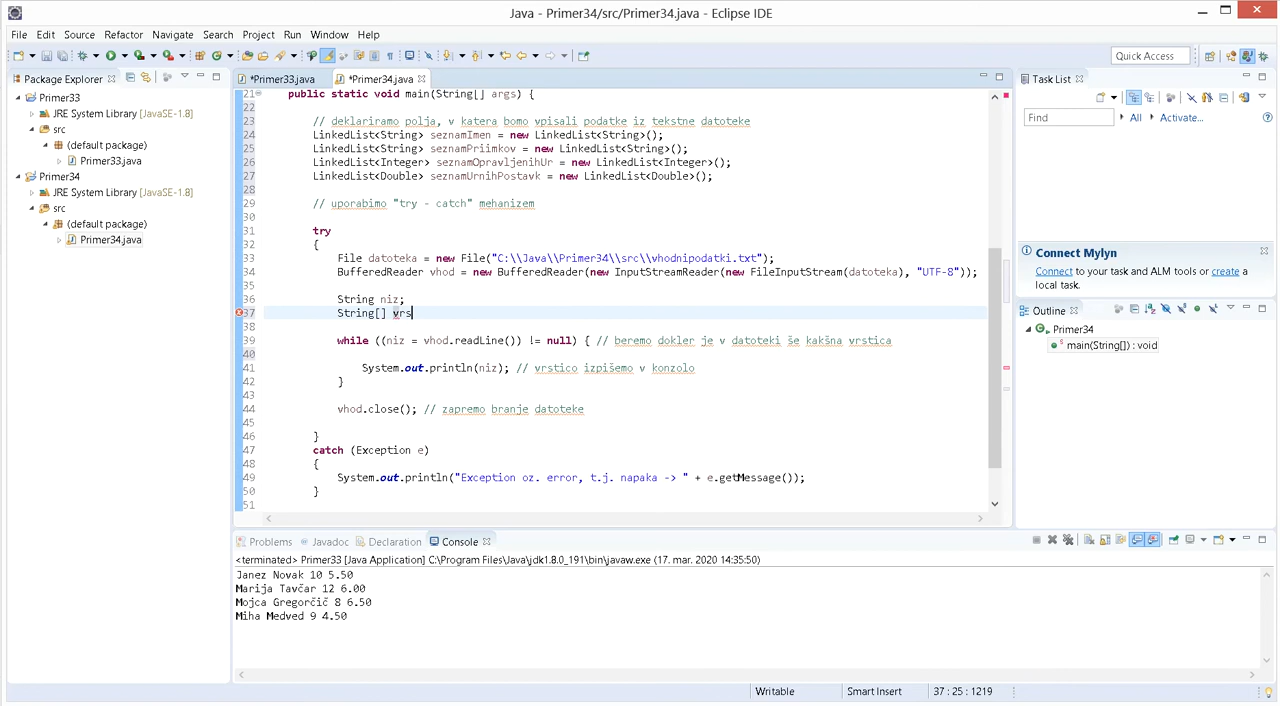 Java - Primer34/src/Primer34.java - Eclipse IDE
File Edit Source Refactor Navigate Search Project Run Window Help
Quick Access
Package Explorer
*Primer33.java *Primer34.java
Task List
Primer33
JRE System Library [JavaSE-1.8]
src
(default package)
Primer33.java
Primer34
JRE System Library [JavaSE-1.8]
src
(default package)
Primer34.java
21 public static void main(String[] args) {
22
23 // deklariramo polja, v katera bomo vpisali podatke iz tekstne datoteke
24 LinkedList<String> seznamImen = new LinkedList<String>();
25 LinkedList<String> seznamPriimkov = new LinkedList<String>();
26 LinkedList<Integer> seznamOpravljenihUr = new LinkedList<Integer>();
27 LinkedList<Double> seznamUrnihPostavk = new LinkedList<Double>();
28
29 // uporabimo "try - catch" mehanizem
30
31 try
32 {
33 File datoteka = new File("C:\\Java\\Primer34\\src\\vhodnipodatki.txt");
34 BufferedReader vhod = new BufferedReader(new InputStreamReader(new FileInputStream(datoteka), "UTF-8"));
35
36 String niz;
37 String[] vrs
38
39 while ((niz = vhod.readLine()) != null) { // beremo dokler je v datoteki še kakšna vrstica
40
41 System.out.println(niz); // vrstico izpišemo v konzolo
42 }
43
44 vhod.close(); // zapremo branje datoteke
45
46 }
47 catch (Exception e)
48 {
49 System.out.println("Exception oz. error, t.j. napaka -> " + e.getMessage());
50 }
51
Find All Activate...
Connect Mylyn
Connect to your task and ALM tools or create a local task.
Outline
Primer34
main(String[]) : void
Problems Javadoc Declaration Console
<terminated> Primer33 [Java Application] C:\Program Files\Java\jdk1.8.0_191\bin\javaw.exe (17. mar. 2020 14:35:50)
Janez Novak 10 5.50
Marija Tavčar 12 6.00
Mojca Gregorčič 8 6.50
Miha Medved 9 4.50
Writable Smart Insert 37 : 25 : 1219